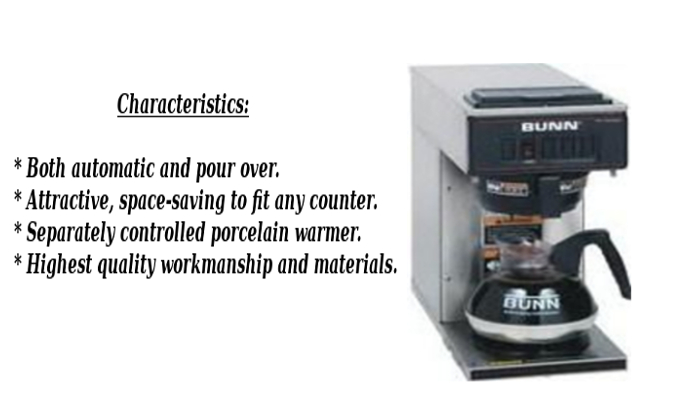 Characteristics:
* Both automatic and pour over.
* Attractive, space-saving to fit any counter.
* Separately controlled porcelain warmer.
* Highest quality workmanship and materials.
BUNN
BUNN